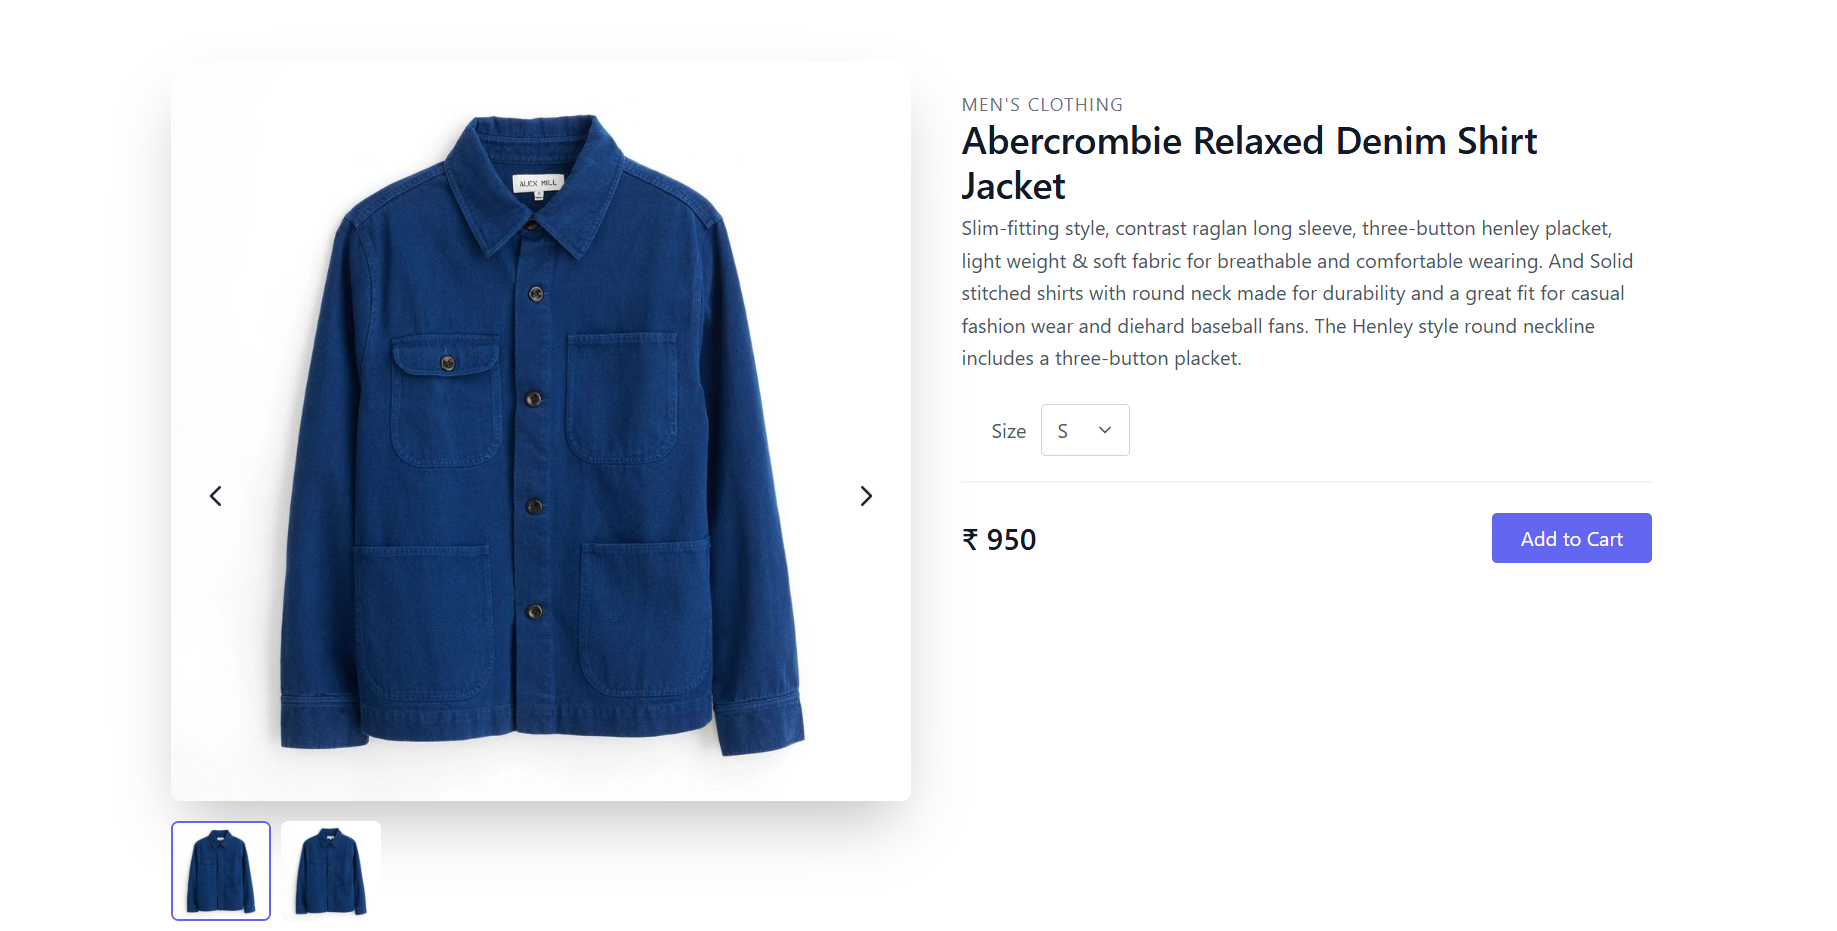 ALEX MILL
MEN'S CLOTHING
Abercrombie Relaxed Denim Shirt
Jacket
Slim-fitting style, contrast raglan long sleeve, three-button henley placket,
light weight & soft fabric for breathable and comfortable wearing. And Solid
stitched shirts with round neck made for durability and a great fit for casual
fashion wear and diehard baseball fans. The Henley style round neckline
includes a three-button placket.
Size S
₹ 950
Add to Cart